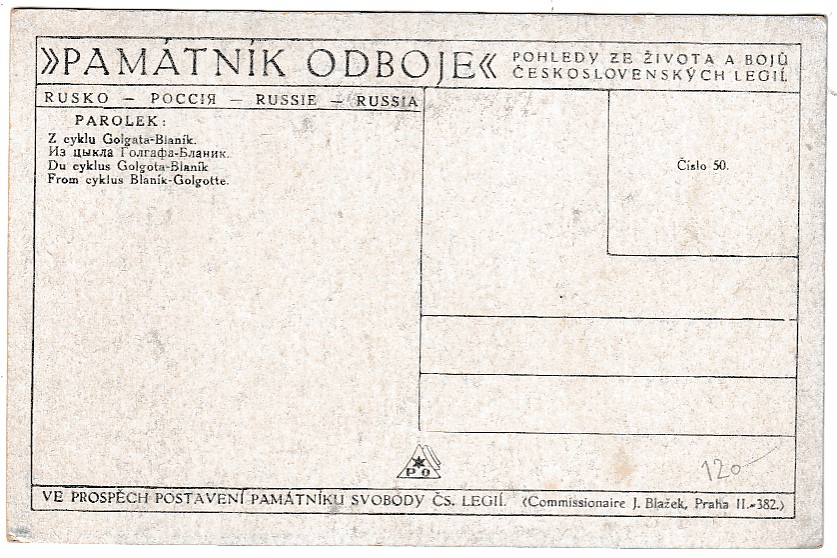 »PAMÁTNÍK ODBOJE«
POHLEDY ZE ŽIVOTA A BOJŮ
ČESKOSLOVENSKÝCH LEGIÍ.
RUSKO — РОССІЯ — RUSSIE — RUSSIA
PAROLEK:
Z cyklu Golgata-Blaník.
Из цыкла Голгафа-Бланик.
Du cyklus Golgota-Blaník
From cyklus Blaník-Golgotte.
Číslo 50.
PO
120
VE PROSPĚCH POSTAVENÍ PAMÁTNÍKU SVOBODY ČS. LEGIÍ. (Commissionaire J. Blažek, Praha II.-382.)